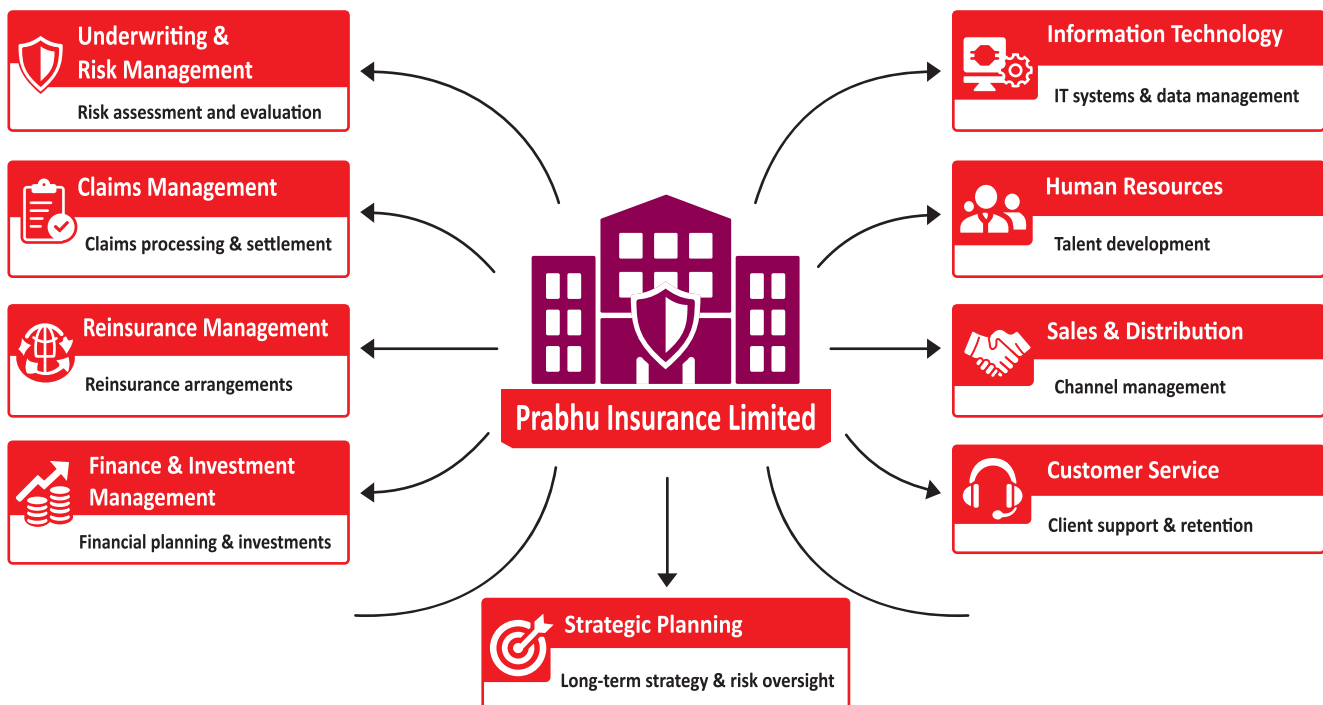 Underwriting &
Risk Management
Risk assessment and evaluation
Claims Management
Claims processing & settlement
Reinsurance Management
Reinsurance arrangements
Finance & Investment
Management
Financial planning & investments
Prabhu Insurance Limited
Strategic Planning
Long-term strategy & risk oversight
Information Technology
IT systems & data management
Human Resources
Talent development
Sales & Distribution
Channel management
Customer Service
Client support & retention